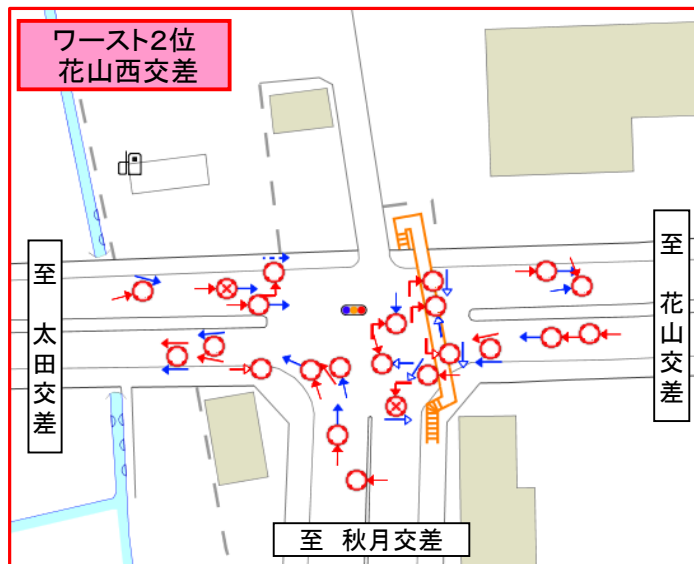 ワースト2位
花山西交差
至 太田交差
至 花山交差
至 秋月交差